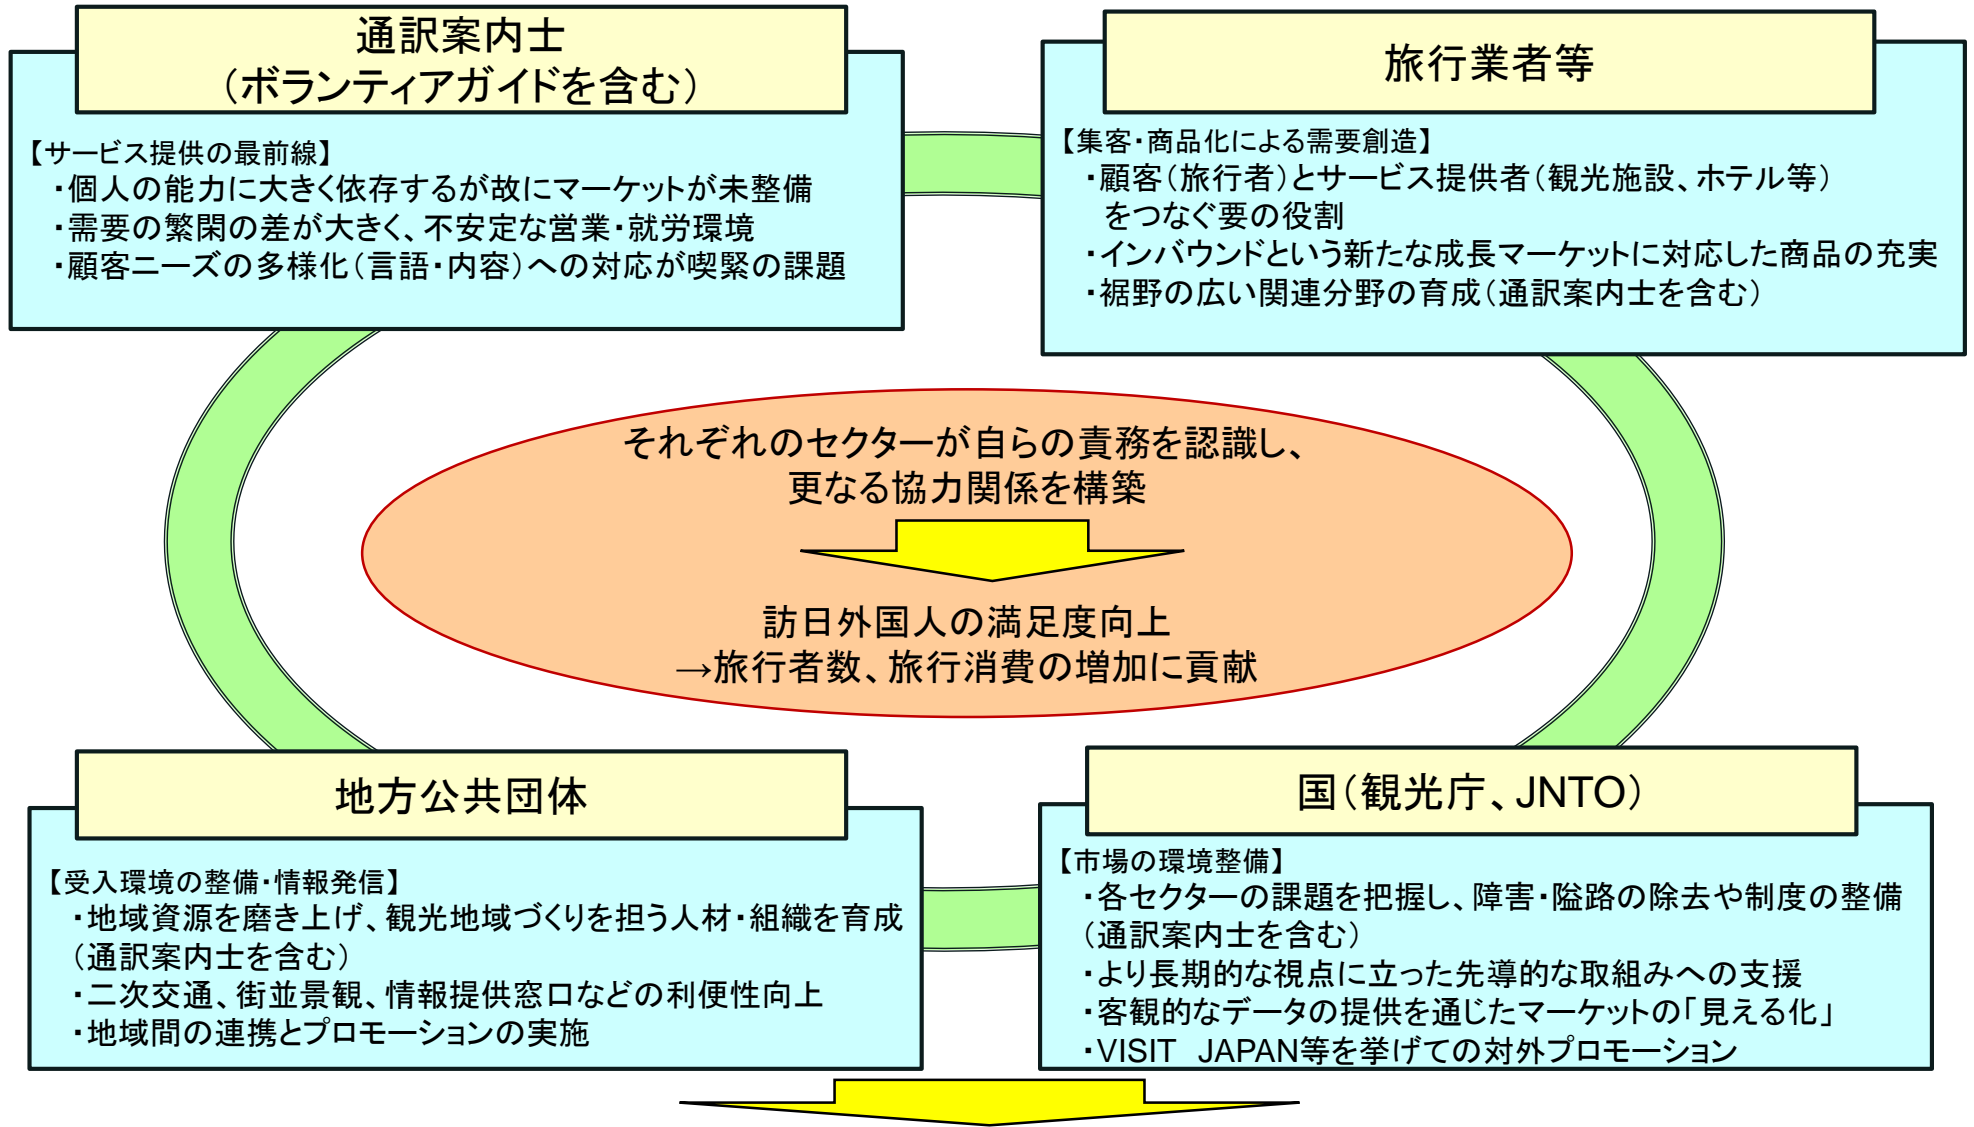 通訳案内士
（ボランティアガイドを含む）
【サービス提供の最前線】
・個人の能力に大きく依存するが故にマーケットが未整備
・需要の繁閑の差が大きく、不安定な営業・就労環境
・顧客ニーズの多様化（言語・内容）への対応が喫緊の課題
旅行業者等
【集客・商品化による需要創造】
・顧客（旅行者）とサービス提供者（観光施設、ホテル等）
をつなぐ要の役割
・インバウンドという新たな成長マーケットに対応した商品の充実
・裾野の広い関連分野の育成（通訳案内士を含む）
それぞれのセクターが自らの責務を認識し、
更なる協力関係を構築
訪日外国人の満足度向上
→旅行者数、旅行消費の増加に貢献
地方公共団体
【受入環境の整備・情報発信】
・地域資源を磨き上げ、観光地域づくりを担う人材・組織を育成
（通訳案内士を含む）
・二次交通、街並景観、情報提供窓口などの利便性向上
・地域間の連携とプロモーションの実施
国（観光庁、JNTO）
【市場の環境整備】
・各セクターの課題を把握し、障害・隘路の除去や制度の整備
（通訳案内士を含む）
・より長期的な視点に立った先導的な取組みへの支援
・客観的なデータの提供を通じたマーケットの「見える化」
・VISIT　JAPAN等を挙げての対外プロモーション